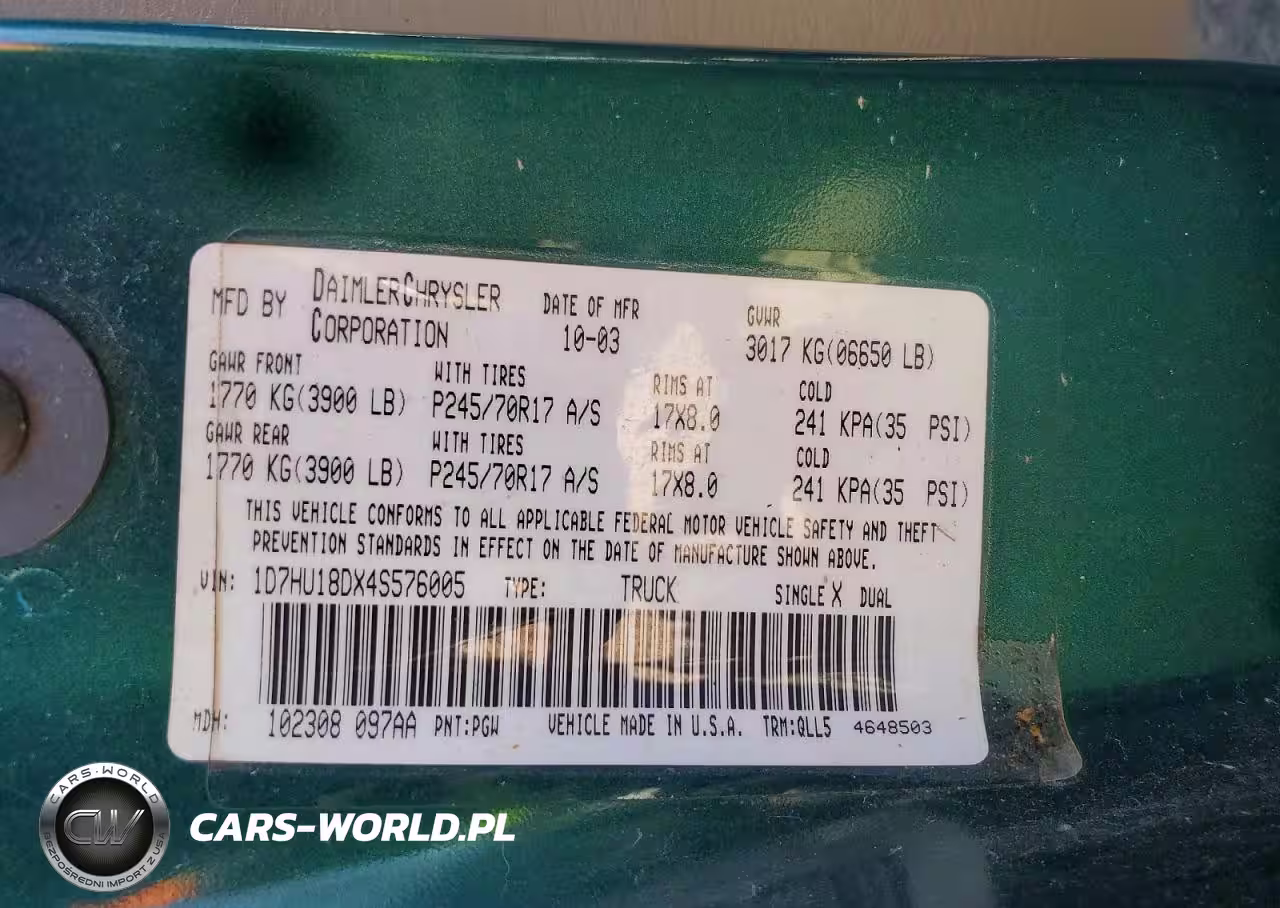 MFD BY DAIMLERCHRYSLER CORPORATION
DATE OF MFR
10-03
GVWR
3017 KG(06650 LB)
GAWR FRONT WITH TIRES RIMS AT COLD
1770 KG(3900 LB) P245/70R17 A/S 17X8.0 241 KPA(35 PSI)
GAWR REAR WITH TIRES RIMS AT COLD
1770 KG(3900 LB) P245/70R17 A/S 17X8.0 241 KPA(35 PSI)
THIS VEHICLE CONFORMS TO ALL APPLICABLE FEDERAL MOTOR VEHICLE SAFETY AND THEFT
PREVENTION STANDARDS IN EFFECT ON THE DATE OF MANUFACTURE SHOWN ABOVE.
VIN: 1D7HU18DX4S576005 TYPE: TRUCK SINGLE X DUAL
MDH: 102308 097AA PNT:PGW VEHICLE MADE IN U.S.A. TRM:QLL5 4648503
CARS-WORLD
CW
BEZPOŚREDNI IMPORT Z USA
CARS-WORLD.PL